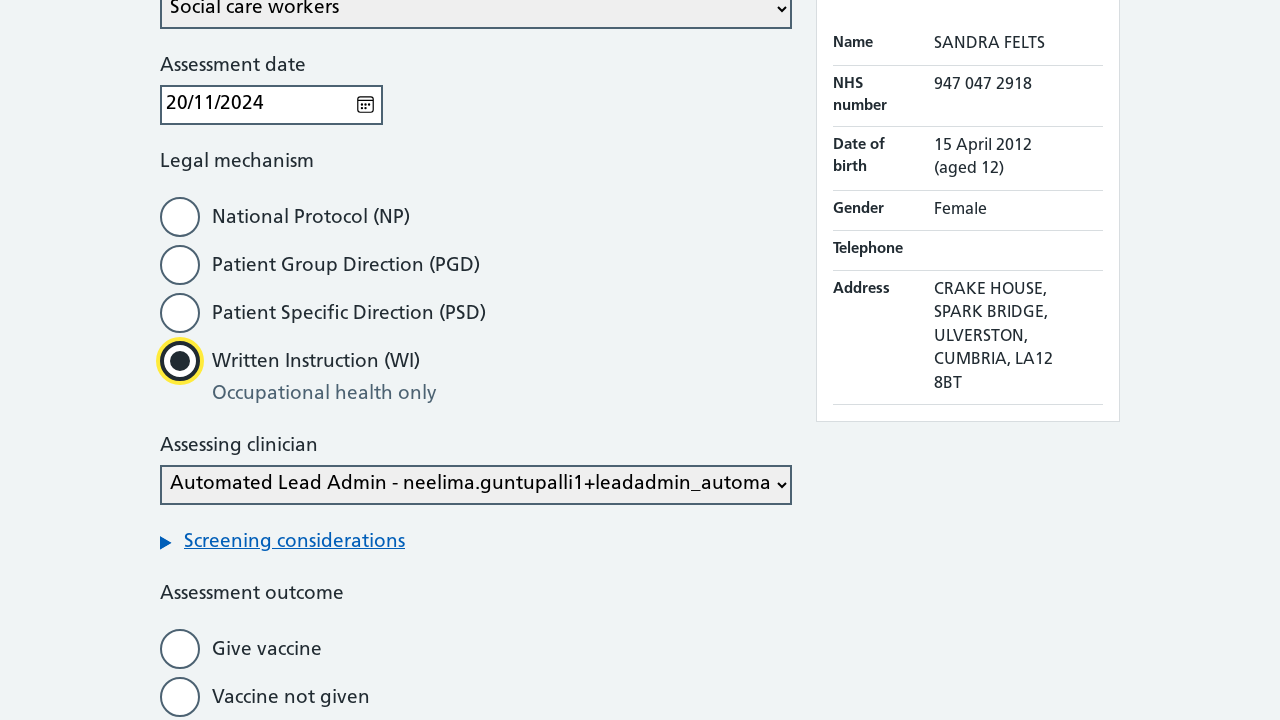 Social care workers
Assessment date
20/11/2024
Legal mechanism
National Protocol (NP)
Patient Group Direction (PGD)
Patient Specific Direction (PSD)
Written Instruction (WI)
Occupational health only
Assessing clinician
Automated Lead Admin - neelima.guntupalli1+leadadmin_automa
Screening considerations
Assessment outcome
Give vaccine
Vaccine not given
Name SANDRA FELTS
NHS number 947 047 2918
Date of birth 15 April 2012
(aged 12)
Gender Female
Telephone
Address CRAKE HOUSE,
SPARK BRIDGE,
ULVERSTON,
CUMBRIA, LA12
8BT